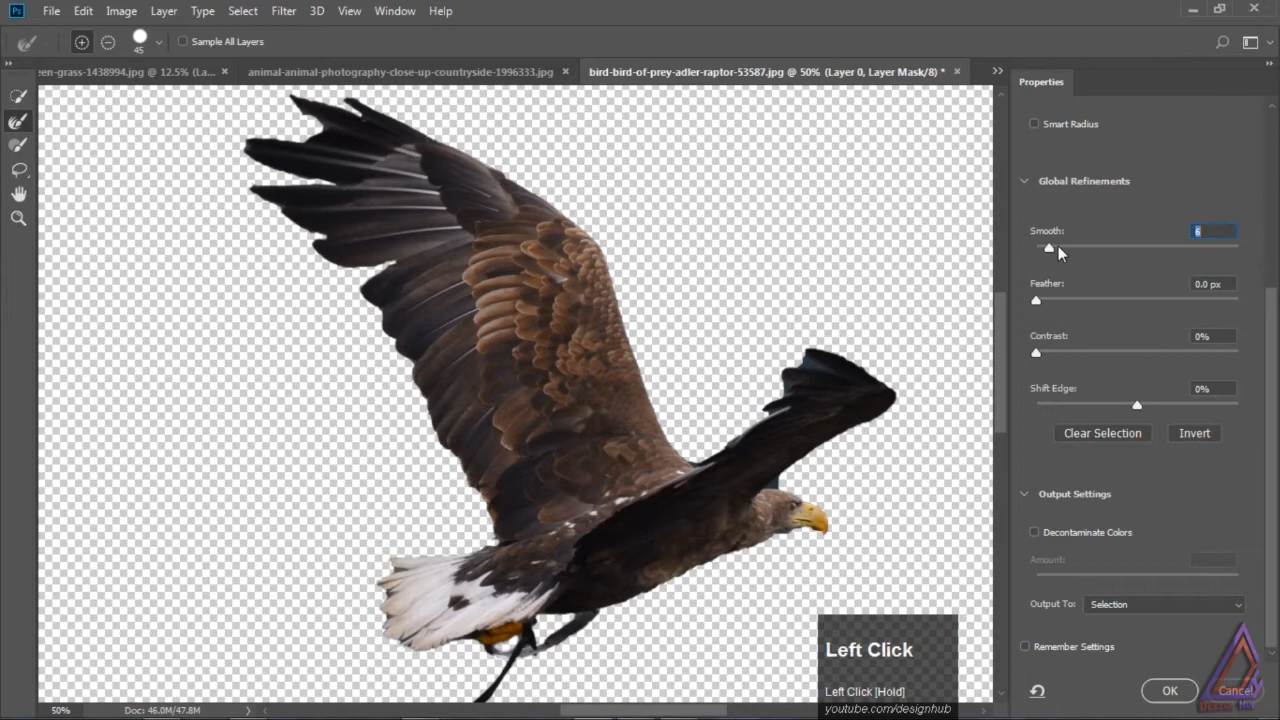 Ps File Edit Image Layer Type Select Filter 3D View Window Help
45 Sample All Layers
een-grass-1438994.jpg @ 12.5% (La... × animal-animal-photography-close-up-countryside-1996333.jpg × bird-bird-of-prey-adler-raptor-53587.jpg @ 50% (Layer 0, Layer Mask/8) * ×
Properties
Smart Radius
Global Refinements
Smooth: 6
Feather: 0.0 px
Contrast: 0%
Shift Edge: 0%
Clear Selection Invert
Output Settings
Decontaminate Colors
Amount:
Output To: Selection
Remember Settings
OK Cancel
Left Click
Left Click [Hold]
youtube.com/designhub
Design Hub
50% Doc: 46.0M/47.8M